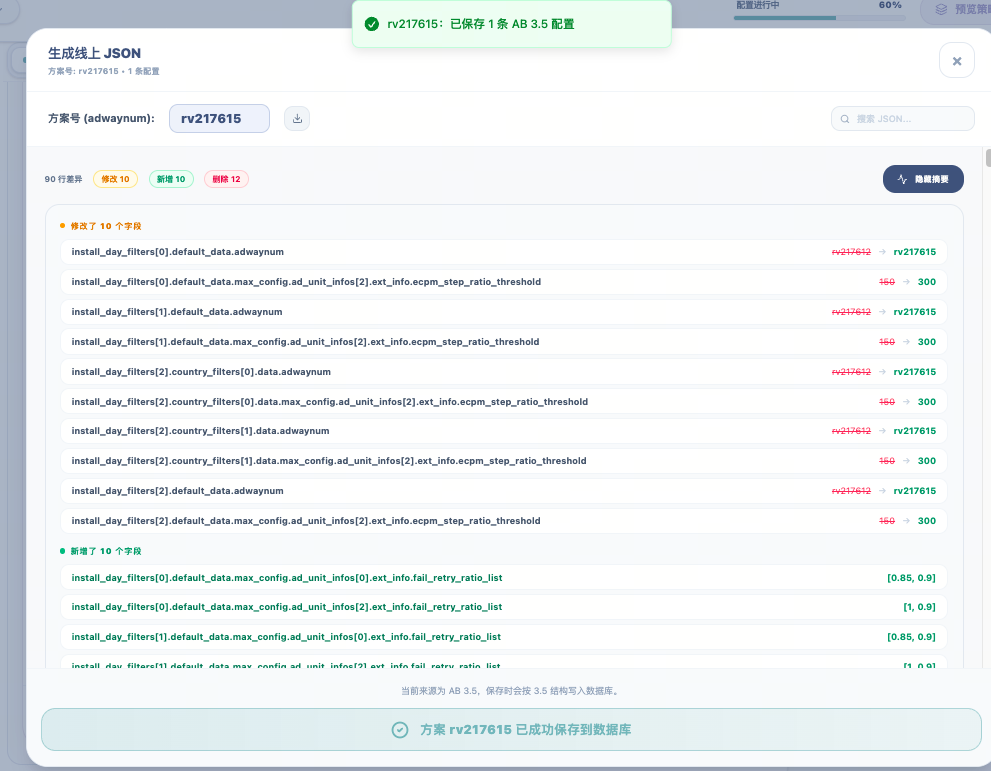 配置进行中 60% 预览策略
rv217615：已保存 1 条 AB 3.5 配置
生成线上 JSON
方案号: rv217615 • 1 条配置
方案号 (adwaynum): rv217615 搜索 JSON...
90 行差异 修改 10 新增 10 删除 12 隐藏摘要
修改了 10 个字段
install_day_filters[0].default_data.adwaynum rv217612 → rv217615
install_day_filters[0].default_data.max_config.ad_unit_infos[2].ext_info.ecpm_step_ratio_threshold 150 → 300
install_day_filters[1].default_data.adwaynum rv217612 → rv217615
install_day_filters[1].default_data.max_config.ad_unit_infos[2].ext_info.ecpm_step_ratio_threshold 150 → 300
install_day_filters[2].country_filters[0].data.adwaynum rv217612 → rv217615
install_day_filters[2].country_filters[0].data.max_config.ad_unit_infos[2].ext_info.ecpm_step_ratio_threshold 150 → 300
install_day_filters[2].country_filters[1].data.adwaynum rv217612 → rv217615
install_day_filters[2].country_filters[1].data.max_config.ad_unit_infos[2].ext_info.ecpm_step_ratio_threshold 150 → 300
install_day_filters[2].default_data.adwaynum rv217612 → rv217615
install_day_filters[2].default_data.max_config.ad_unit_infos[2].ext_info.ecpm_step_ratio_threshold 150 → 300
新增了 10 个字段
install_day_filters[0].default_data.max_config.ad_unit_infos[0].ext_info.fail_retry_ratio_list [0.85, 0.9]
install_day_filters[0].default_data.max_config.ad_unit_infos[2].ext_info.fail_retry_ratio_list [1, 0.9]
install_day_filters[1].default_data.max_config.ad_unit_infos[0].ext_info.fail_retry_ratio_list [0.85, 0.9]
install_day_filters[1].default_data.max_config.ad_unit_infos[2].ext_info.fail_retry_ratio_list [1, 0.9]
当前来源为 AB 3.5，保存时会按 3.5 结构写入数据库。
方案 rv217615 已成功保存到数据库